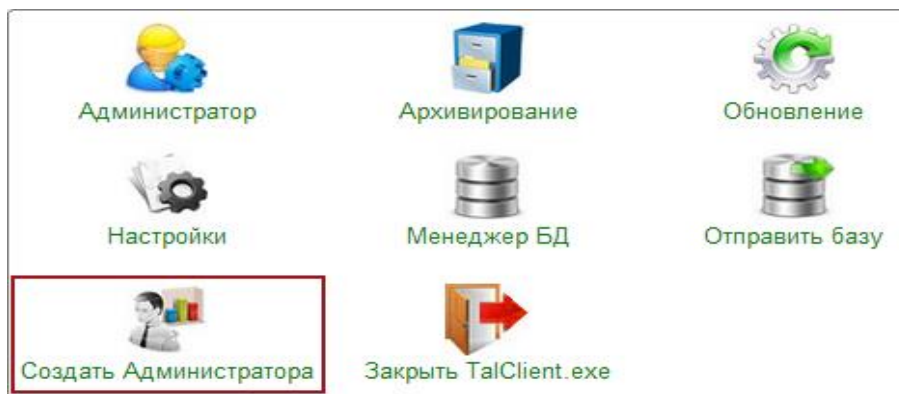 Администратор
Архивирование
Обновление
Настройки
Менеджер БД
Отправить базу
Создать Администратора
Закрыть TalClient.exe